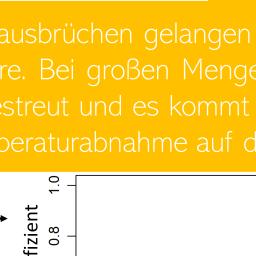 ausbrüchen gelangen
re. Bei großen Menge
estreut und es kommt
peraturabnahme auf d
1.0
0.8
fizient